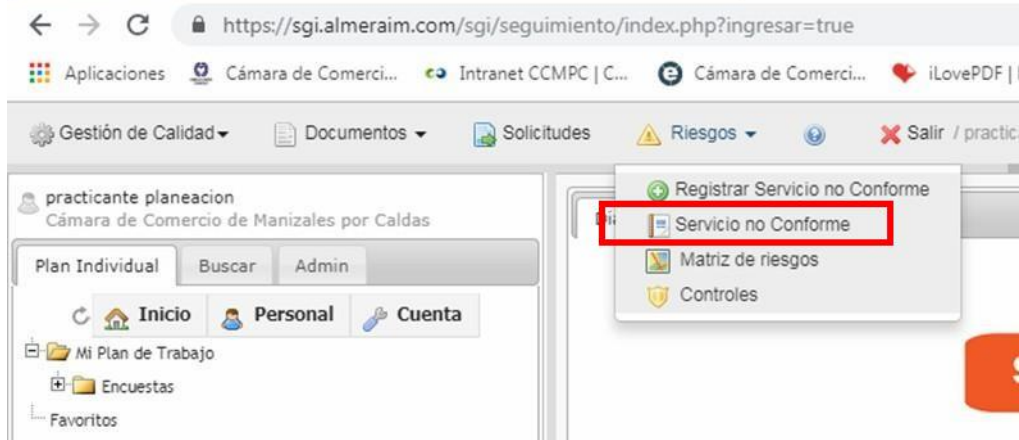 https://sgi.almeraim.com/sgi/seguimiento/index.php?ingresar=true
Aplicaciones Cámara de Comerci... Intranet CCMPC | C... Cámara de Comerci... iLovePDF |
Gestión de Calidad Documentos Solicitudes Riesgos Salir / practic
practicante planeacion
Cámara de Comercio de Manizales por Caldas
Plan Individual Buscar Admin
Inicio Personal Cuenta
Mi Plan de Trabajo
Encuestas
Favoritos
Registrar Servicio no Conforme
Servicio no Conforme
Matriz de riesgos
Controles